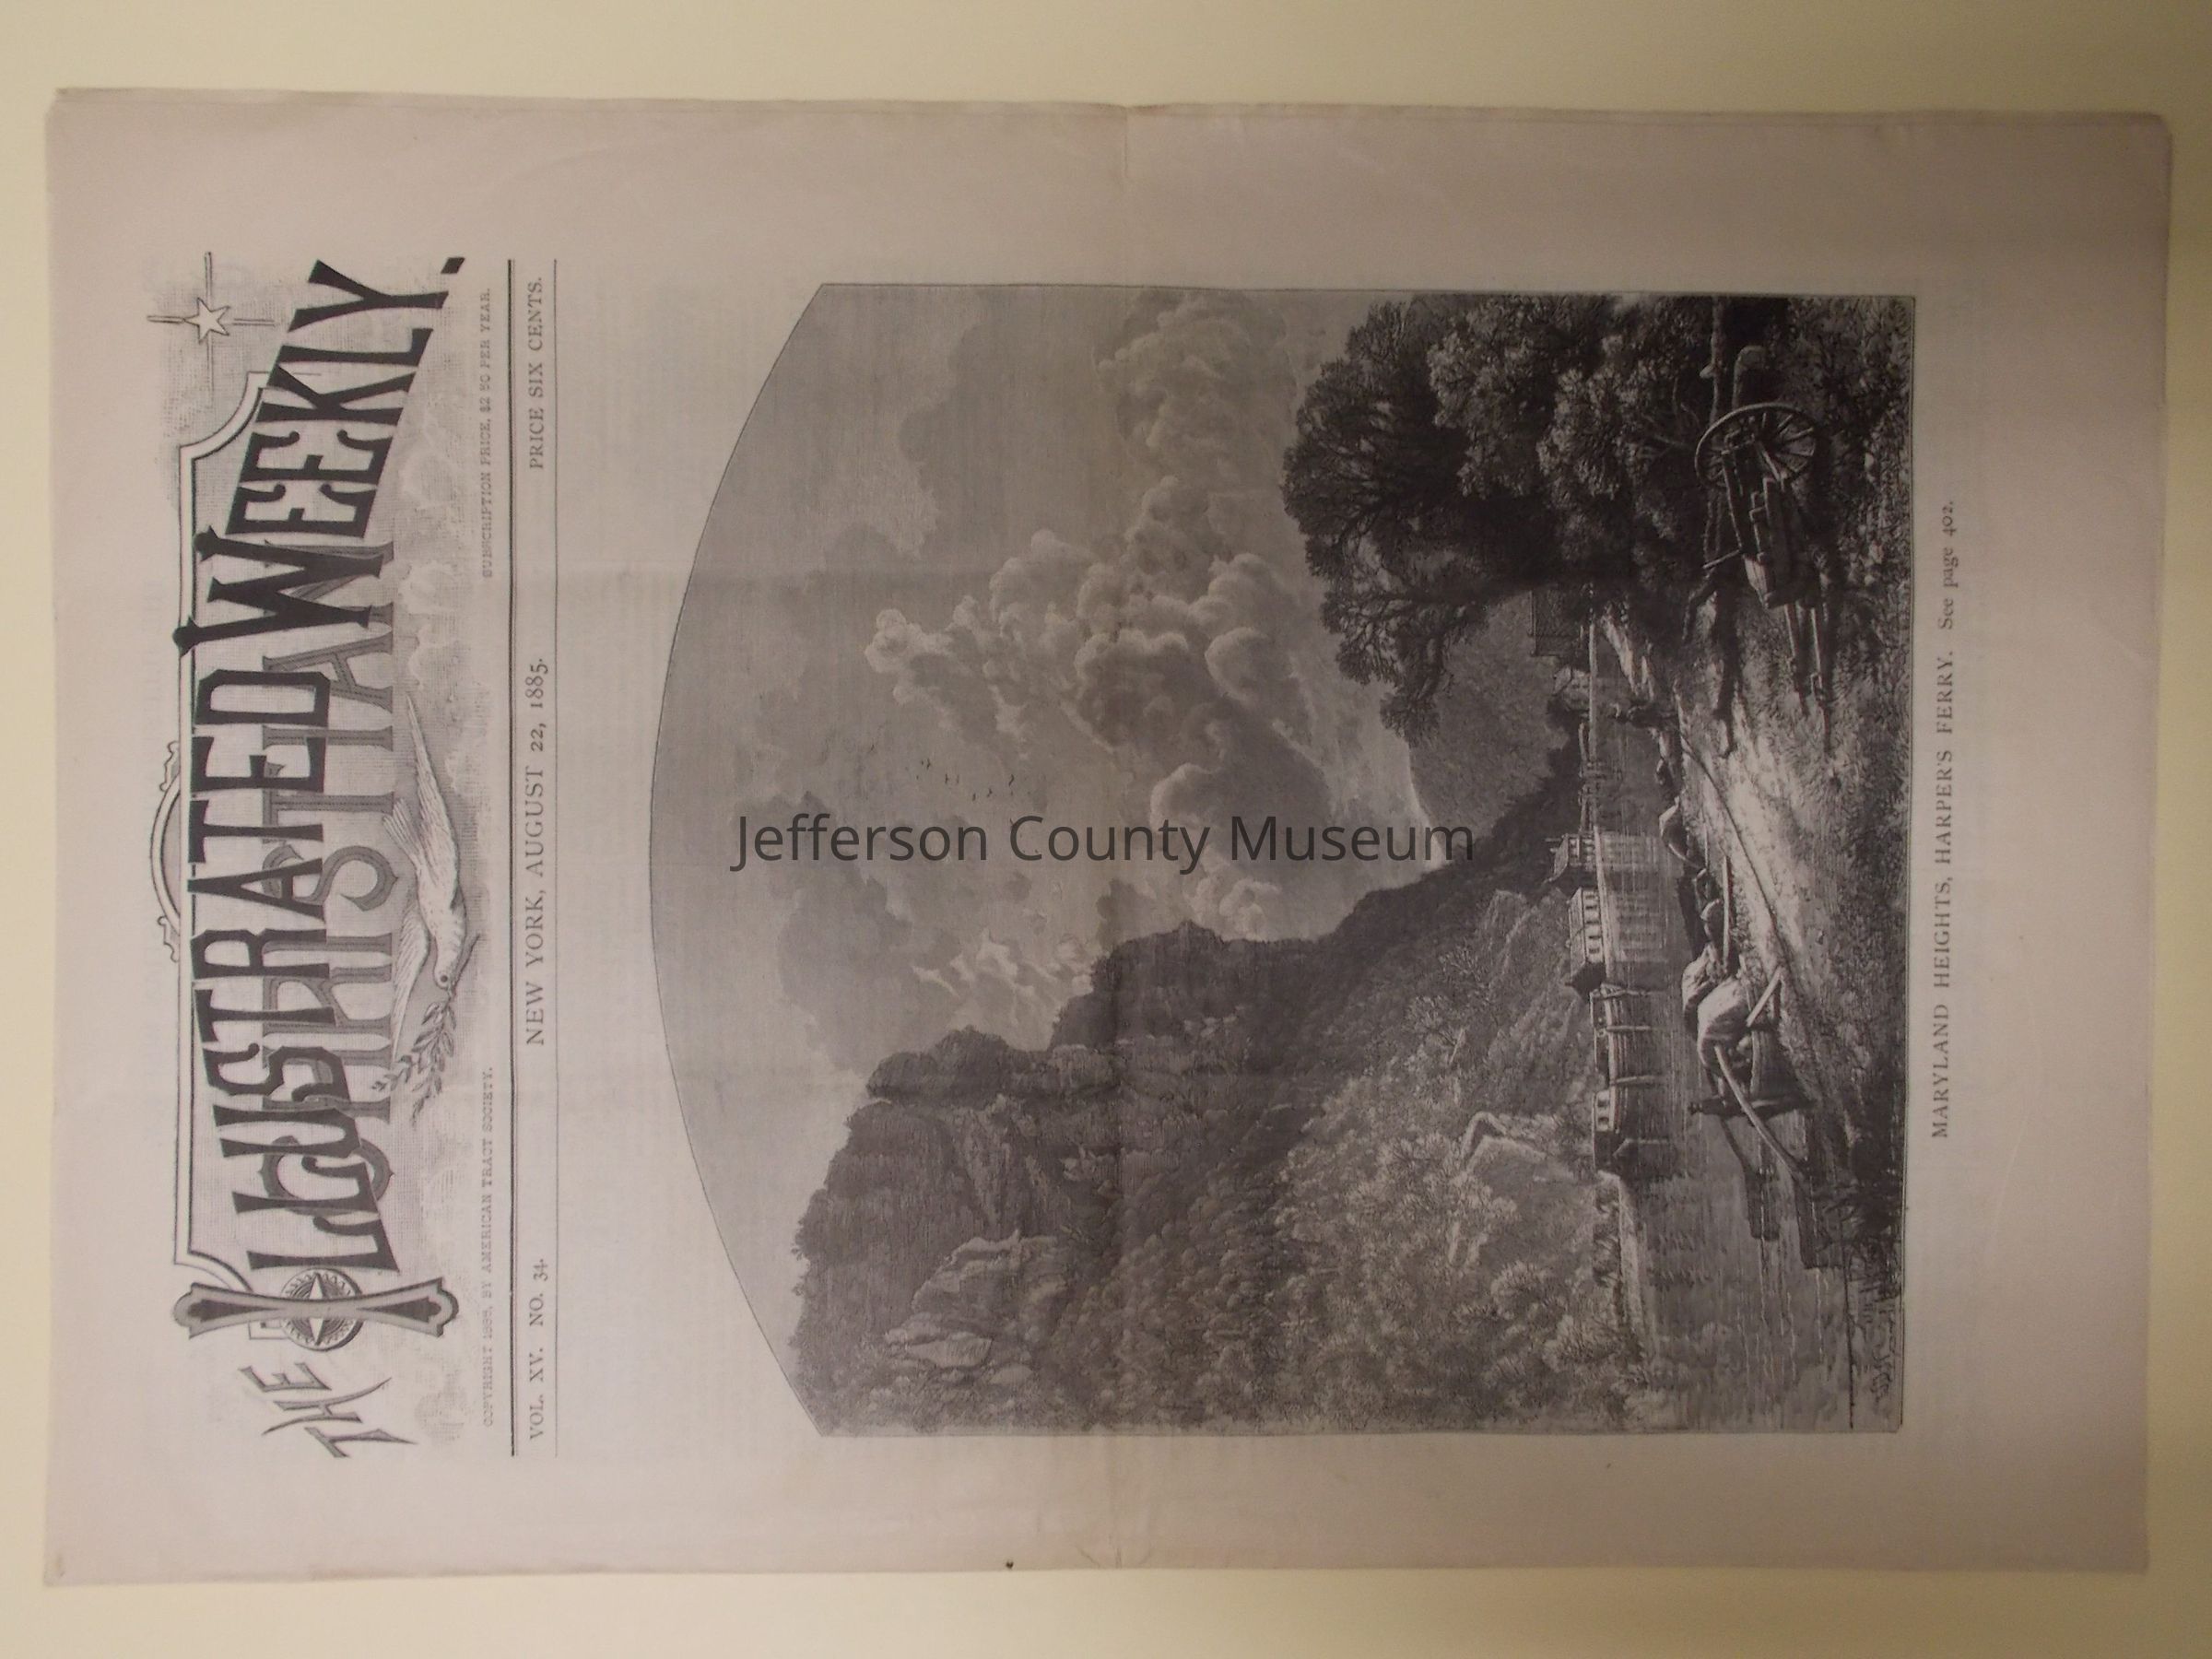 THE ILLUSTRATED WEEKLY.
CHRISTIAN
COPYRIGHT 1885, BY AMERICAN TRACT SOCIETY. SUBSCRIPTION PRICE, $2 50 PER YEAR.
VOL. XV. NO. 34. NEW YORK, AUGUST 22, 1885. PRICE SIX CENTS.
Jefferson County Museum
MARYLAND HEIGHTS, HARPER'S FERRY. See page 402.